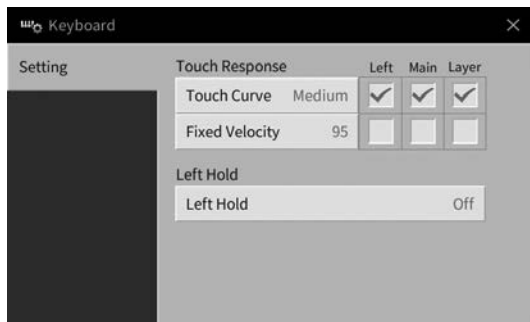 Keyboard
Setting
Touch Response Left Main Layer
Touch Curve Medium
Fixed Velocity 95
Left Hold
Left Hold Off